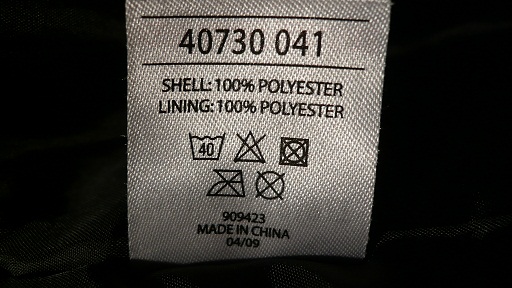 40730 041
SHELL: 100% POLYESTER
LINING: 100% POLYESTER
40
909423
MADE IN CHINA
04/09